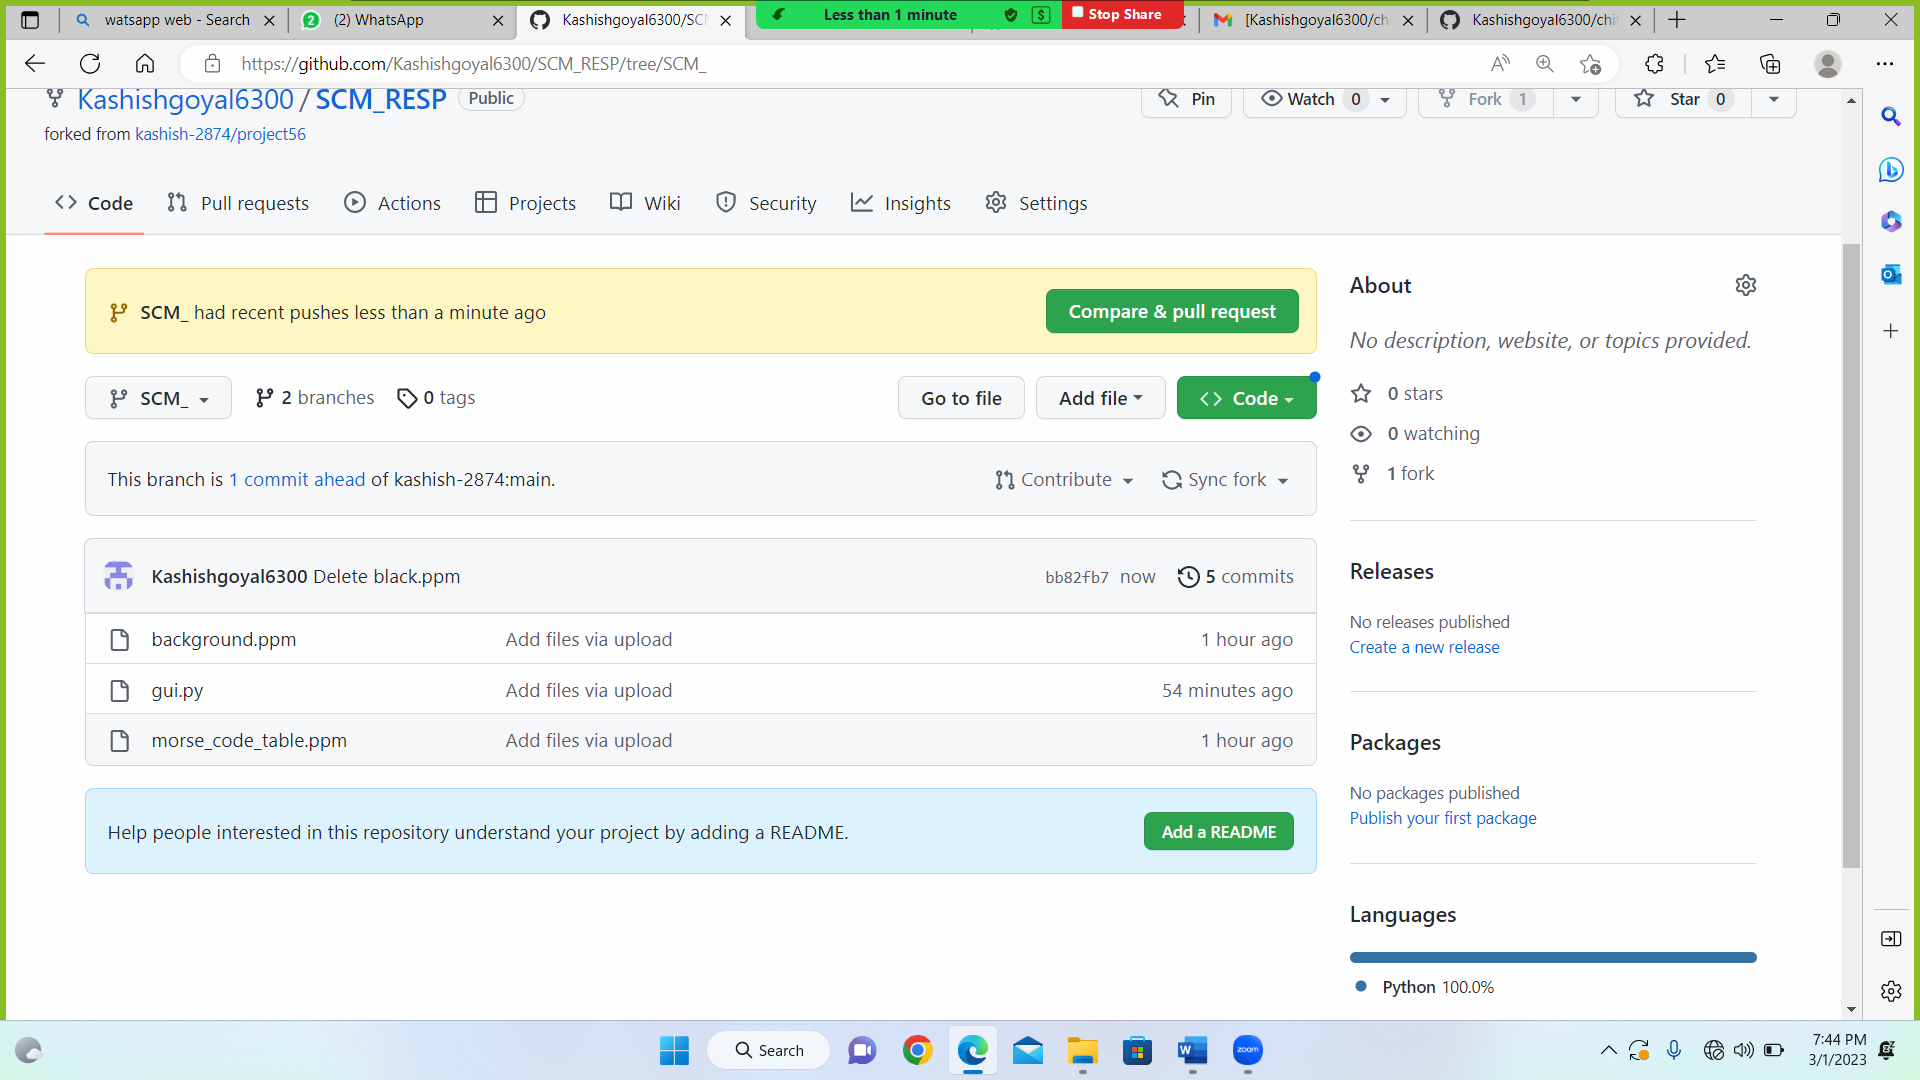 watsapp web - Search
(2) WhatsApp
Kashishgoyal6300/SCM
Less than 1 minute
$
Stop Share
[Kashishgoyal6300/chi
Kashishgoyal6300/chi
https://github.com/Kashishgoyal6300/SCM_RESP/tree/SCM_
Kashishgoyal6300 / SCM_RESP Public
Pin
Watch 0
Fork 1
Star 0
forked from kashish-2874/project56
Code
Pull requests
Actions
Projects
Wiki
Security
Insights
Settings
SCM_ had recent pushes less than a minute ago
Compare & pull request
SCM_
2 branches
0 tags
Go to file
Add file
Code
This branch is 1 commit ahead of kashish-2874:main.
Contribute
Sync fork
Kashishgoyal6300 Delete black.ppm
bb82fb7 now
5 commits
background.ppm
Add files via upload
1 hour ago
gui.py
Add files via upload
54 minutes ago
morse_code_table.ppm
Add files via upload
1 hour ago
Help people interested in this repository understand your project by adding a README.
Add a README
About
No description, website, or topics provided.
0 stars
0 watching
1 fork
Releases
No releases published
Create a new release
Packages
No packages published
Publish your first package
Languages
Python 100.0%
Search
zoom
7:44 PM
3/1/2023